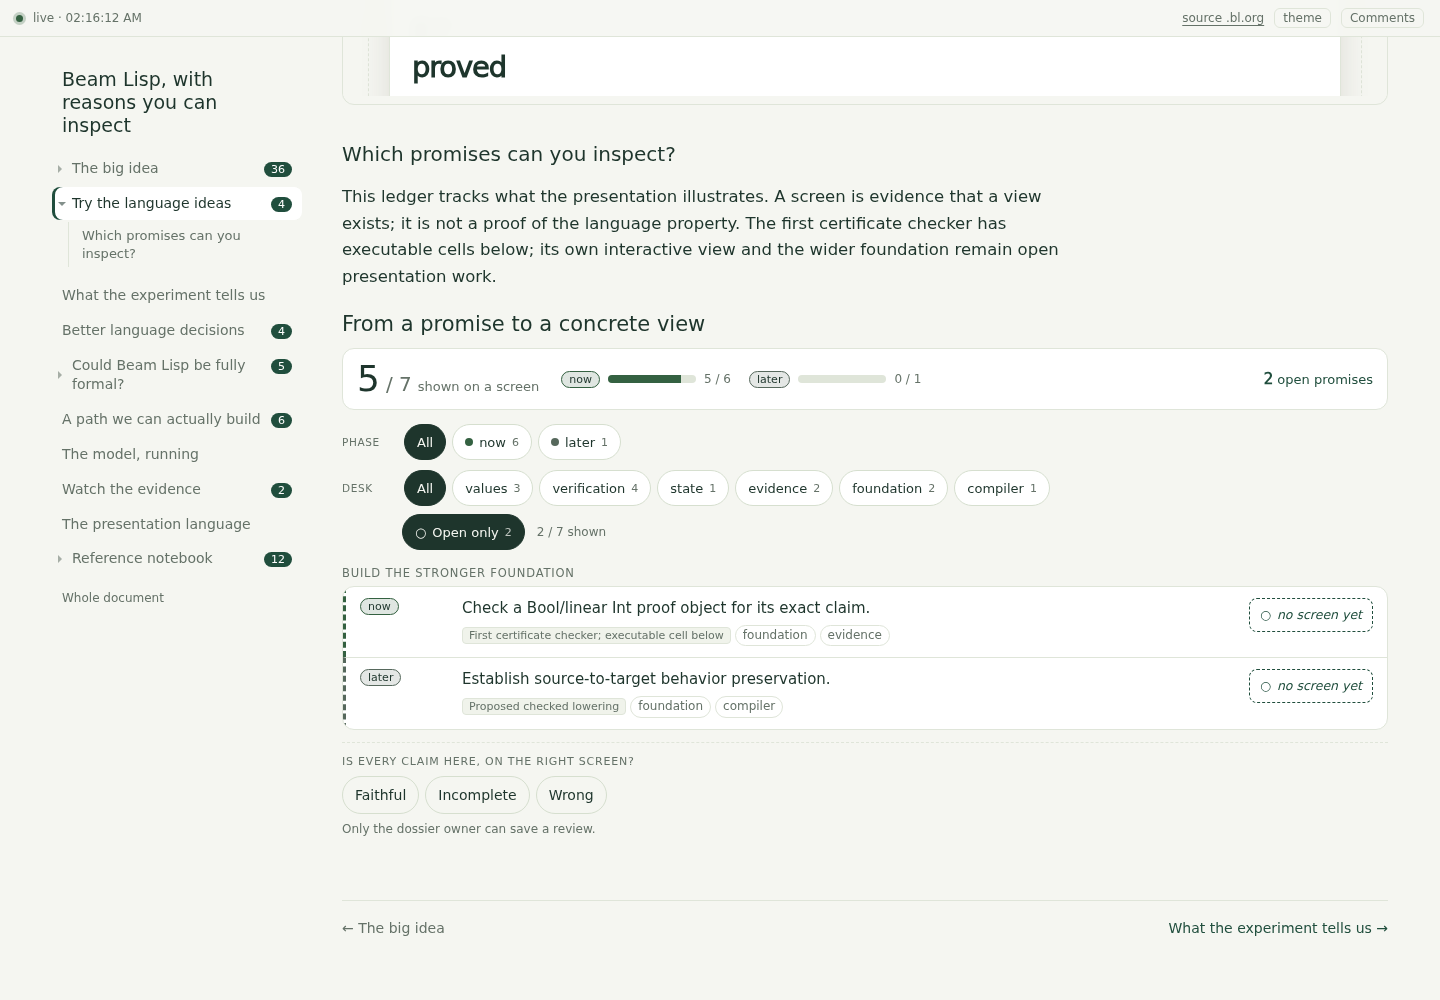 live · 02:16:12 AM
source .bl.org
theme
Comments
Beam Lisp, with
reasons you can
inspect
The big idea 36
Try the language ideas 4
Which promises can you
inspect?
What the experiment tells us
Better language decisions 4
Could Beam Lisp be fully 5
formal?
A path we can actually build 6
The model, running
Watch the evidence 2
The presentation language
Reference notebook 12
Whole document
proved
Which promises can you inspect?
This ledger tracks what the presentation illustrates. A screen is evidence that a view
exists; it is not a proof of the language property. The first certificate checker has
executable cells below; its own interactive view and the wider foundation remain open
presentation work.
From a promise to a concrete view
5 / 7 shown on a screen now 5 / 6 later 0 / 1 2 open promises
PHASE All now 6 later 1
DESK All values 3 verification 4 state 1 evidence 2 foundation 2 compiler 1
○ Open only 2 2 / 7 shown
BUILD THE STRONGER FOUNDATION
now Check a Bool/linear Int proof object for its exact claim. ○ no screen yet
First certificate checker; executable cell below foundation evidence
later Establish source-to-target behavior preservation. ○ no screen yet
Proposed checked lowering foundation compiler
IS EVERY CLAIM HERE, ON THE RIGHT SCREEN?
Faithful Incomplete Wrong
Only the dossier owner can save a review.
← The big idea What the experiment tells us →